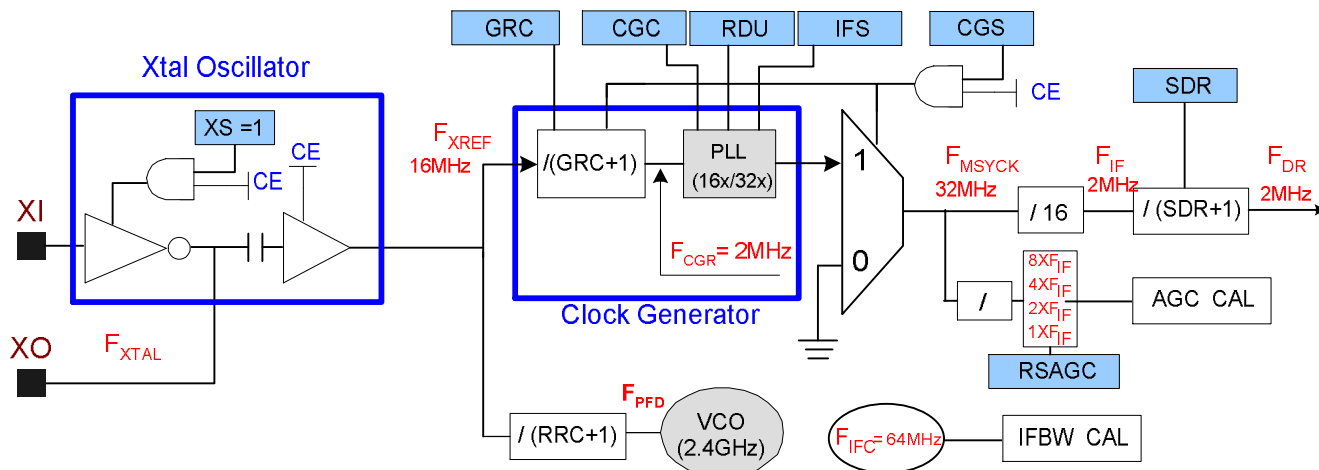 GRC
CGC
RDU
IFS
CGS
Xtal Oscillator
CE
SDR
XS =1
CE
CE
F_XREF
16MHz
/(GRC+1)
PLL
(16x/32x)
1
F_MSYCK
32MHz
F_IF
2MHz
F_DR
2MHz
XI
/ 16
/ (SDR+1)
F_CGR = 2MHz
0
8XF_IF
4XF_IF
2XF_IF
1XF_IF
/
AGC CAL
Clock Generator
XO
F_XTAL
RSAGC
F_PFD
/ (RRC+1)
VCO
(2.4GHz)
F_IFC = 64MHz
IFBW CAL